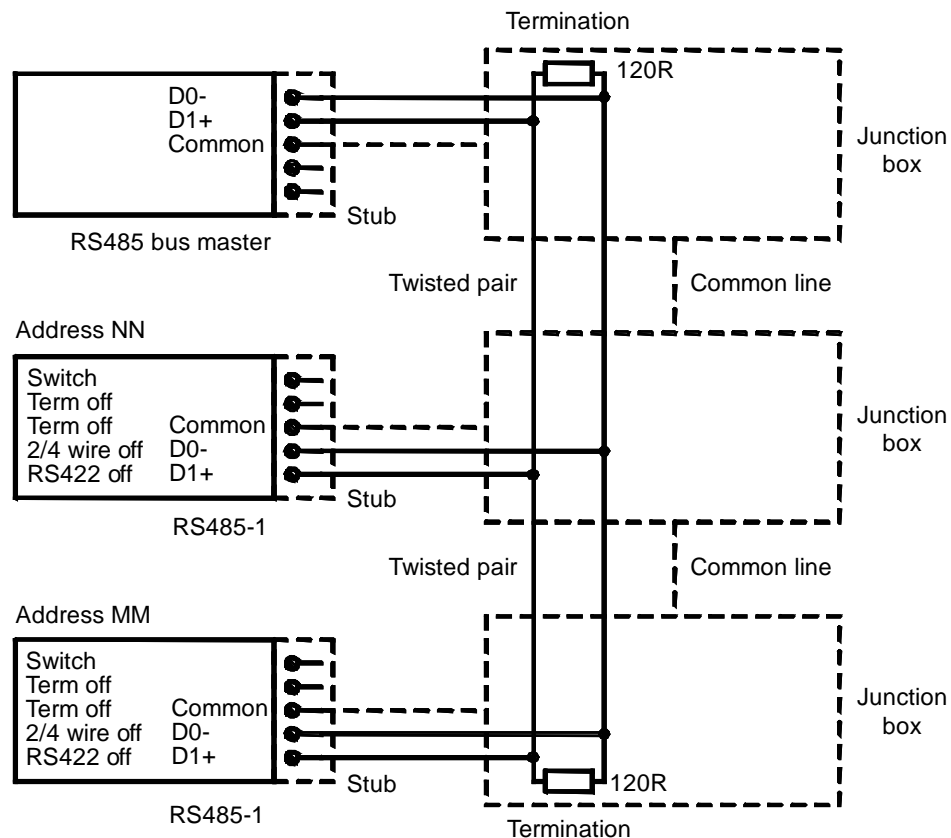 Termination
120R
D0-
D1+
Common
Junction
box
Stub
RS485 bus master
Twisted pair
Common line
Address NN
Switch
Term off
Term off
Common
2/4 wire off
D0-
RS422 off
D1+
Junction
box
Stub
RS485-1
Twisted pair
Common line
Address MM
Switch
Term off
Term off
Common
2/4 wire off
D0-
RS422 off
D1+
Junction
box
Stub
120R
RS485-1
Termination